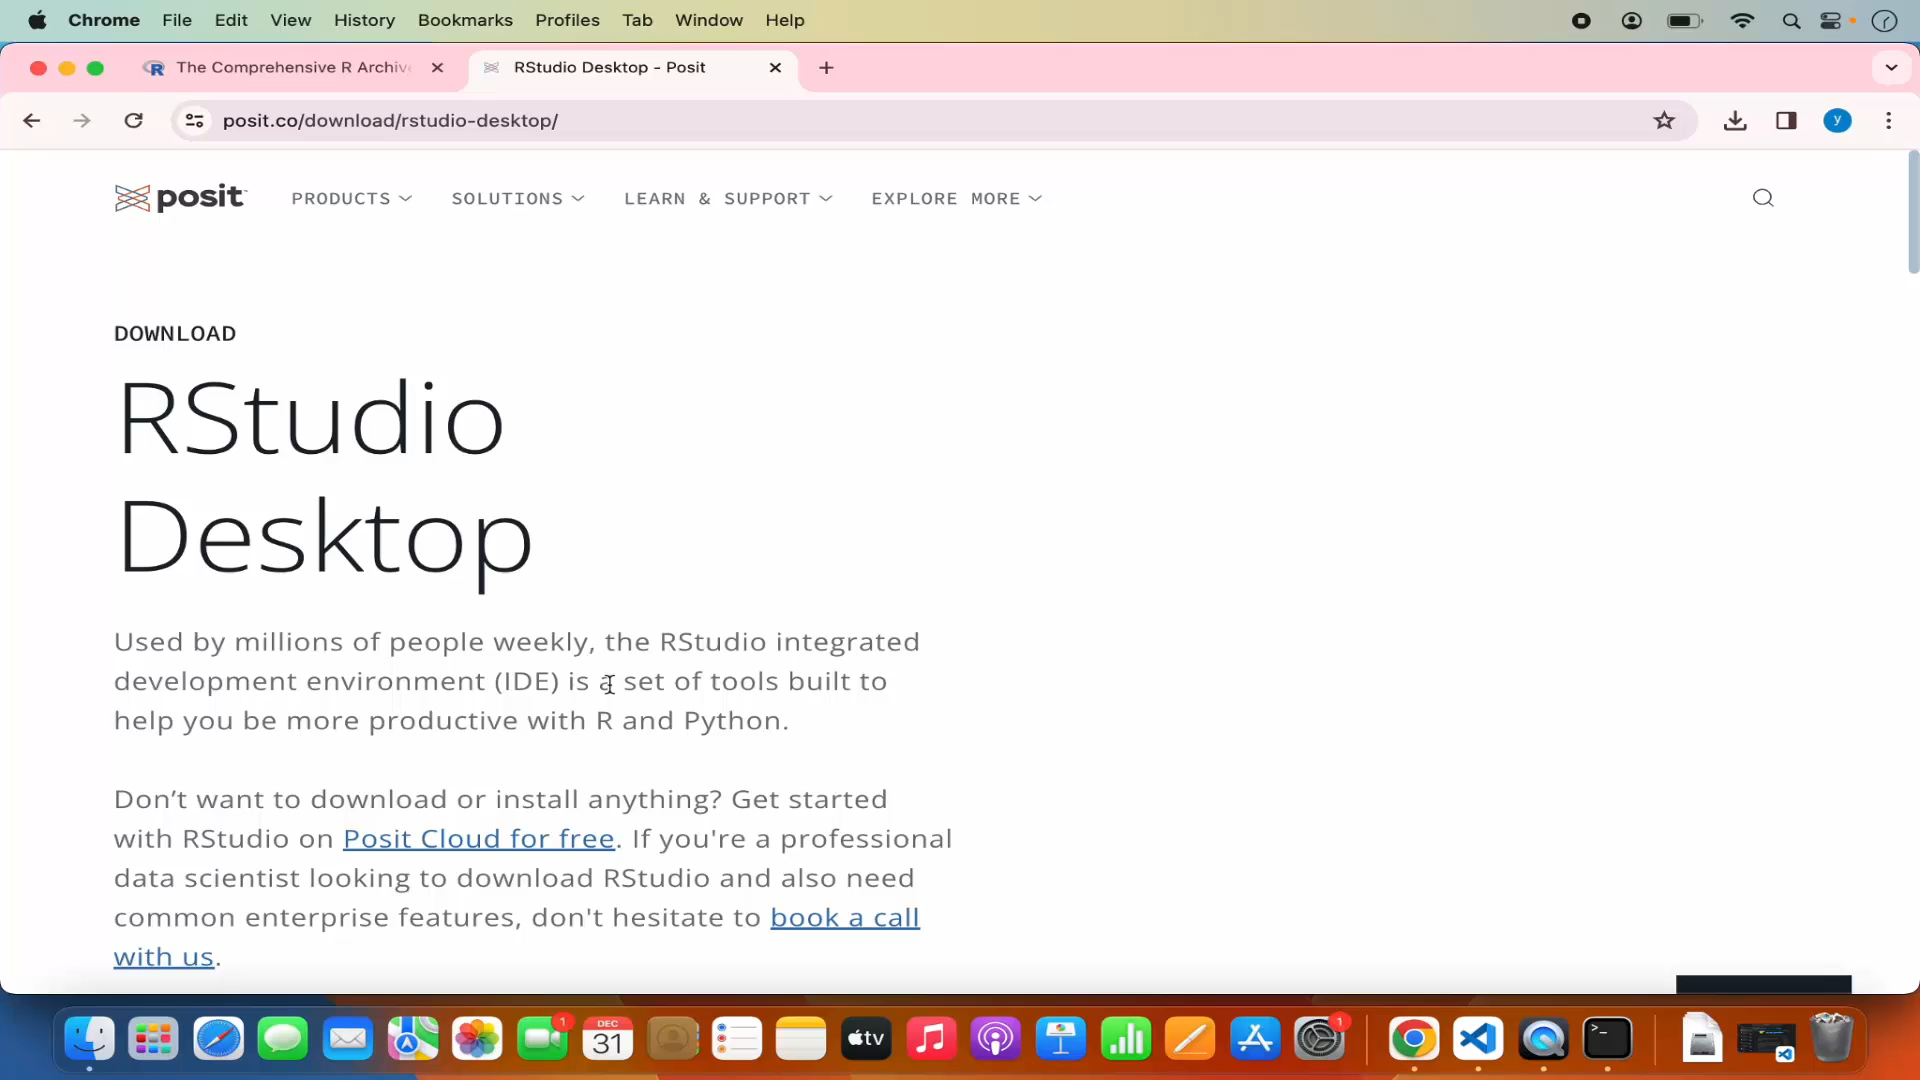 Chrome File Edit View History Bookmarks Profiles Tab Window Help
The Comprehensive R Archive
RStudio Desktop - Posit
posit.co/download/rstudio-desktop/
y
posit
PRODUCTS SOLUTIONS LEARN & SUPPORT EXPLORE MORE
DOWNLOAD
RStudio
Desktop
Used by millions of people weekly, the RStudio integrated
development environment (IDE) is a set of tools built to
help you be more productive with R and Python.
Don’t want to download or install anything? Get started
with RStudio on Posit Cloud for free. If you're a professional
data scientist looking to download RStudio and also need
common enterprise features, don't hesitate to book a call
with us.
1
DEC
31
tv
1